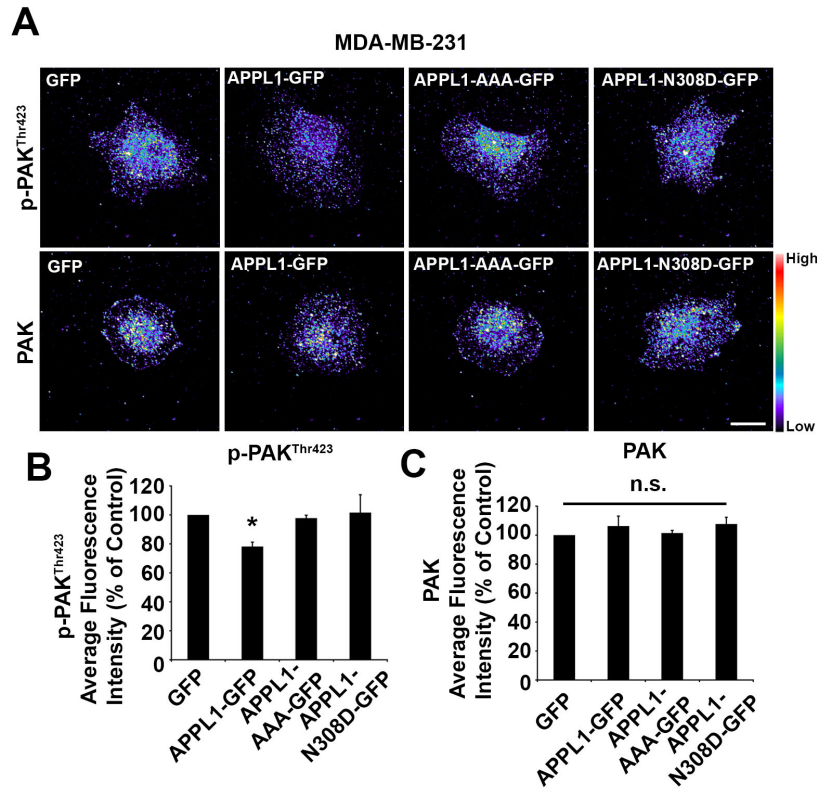 A
MDA-MB-231
GFP
APPL1-GFP
APPL1-AAA-GFP
APPL1-N308D-GFP
p-PAKThr423
GFP
APPL1-GFP
APPL1-AAA-GFP
APPL1-N308D-GFP
PAK
High
Low
B
p-PAKThr423
p-PAKThr423
Average Fluorescence
Intensity (% of Control)
120
100
80
60
40
20
0
*
GFP
APPL1-GFP
APPL1-
AAA-GFP
APPL1-
N308D-GFP
C
PAK
PAK
Average Fluorescence
Intensity (% of Control)
120
100
80
60
40
20
0
n.s.
GFP
APPL1-GFP
APPL1-
AAA-GFP
APPL1-
N308D-GFP